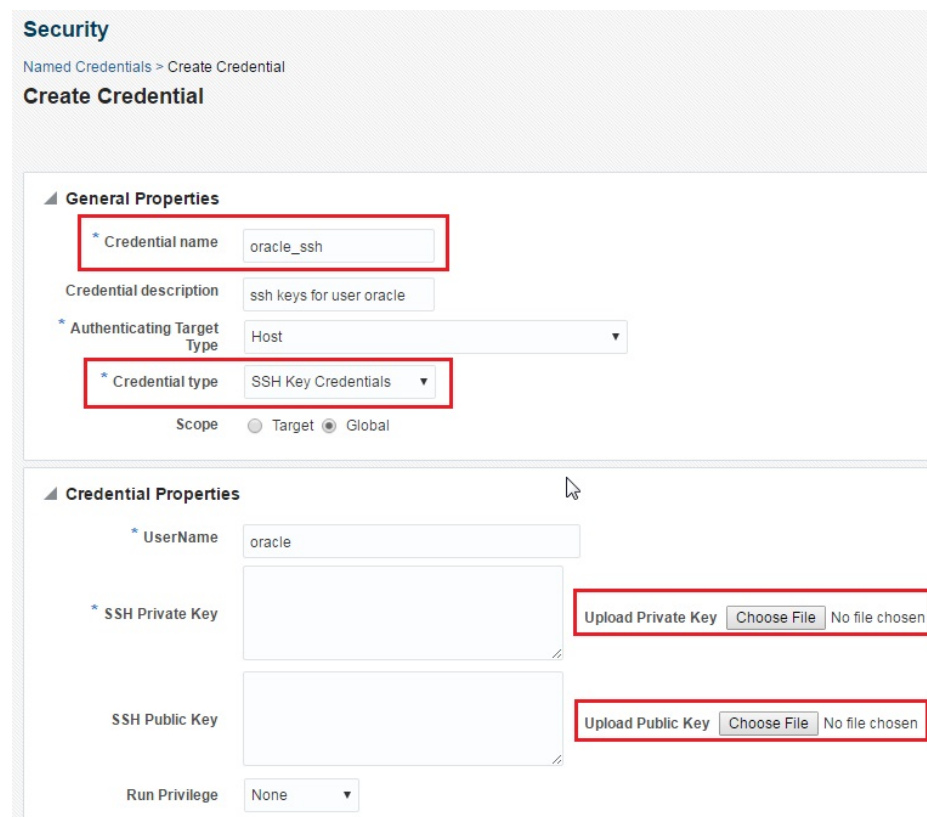 Security
Named Credentials > Create Credential
Create Credential
General Properties
* Credential name oracle_ssh
Credential description ssh keys for user oracle
* Authenticating Target
Type Host
* Credential type SSH Key Credentials
Scope Target Global
Credential Properties
* UserName oracle
* SSH Private Key Upload Private Key Choose File No file chosen
SSH Public Key Upload Public Key Choose File No file chosen
Run Privilege None